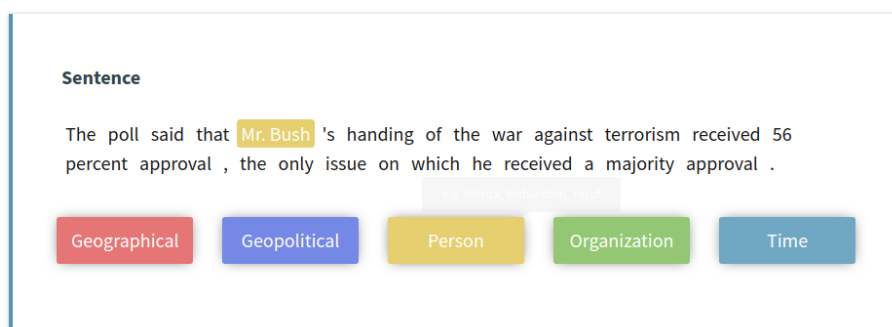 Sentence
The poll said that Mr. Bush 's handing of the war against terrorism received 56
percent approval , the only issue on which he received a majority approval .
Geographical Geopolitical Person Organization Time